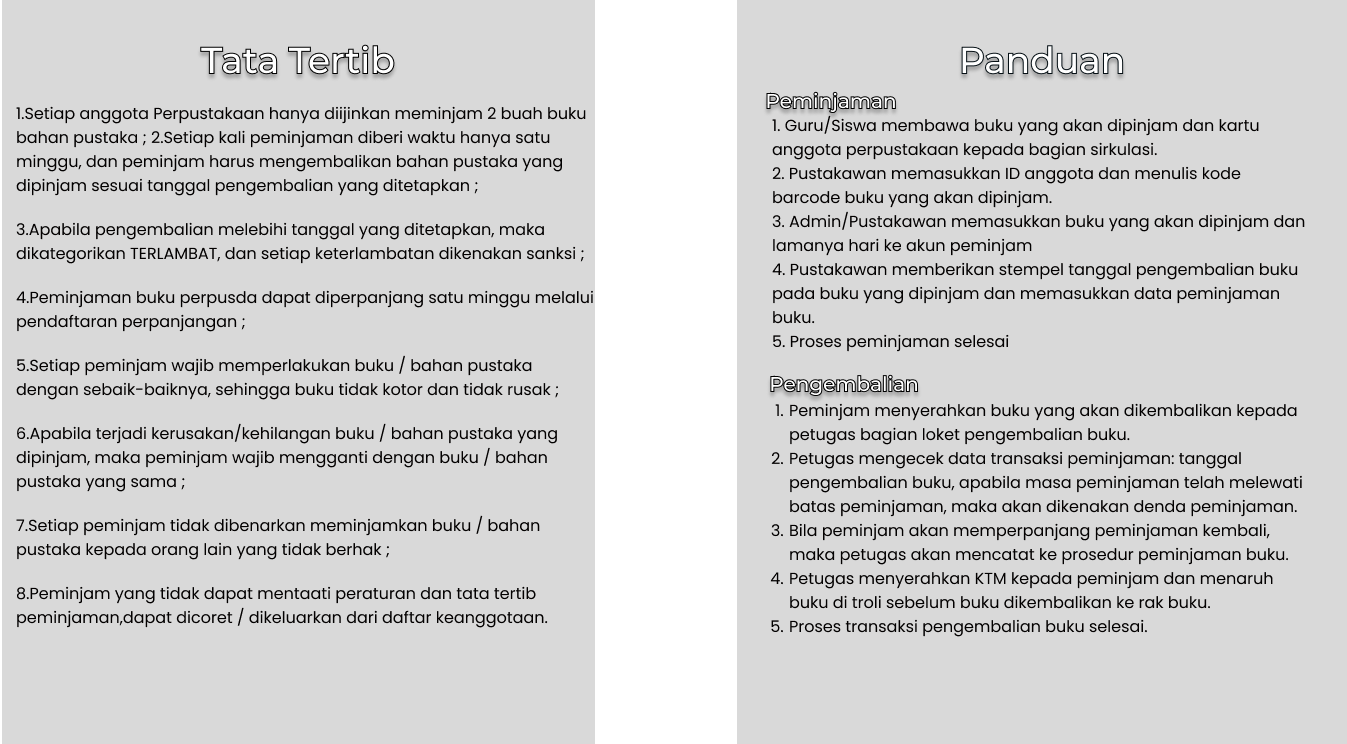 Tata Tertib
1.Setiap anggota Perpustakaan hanya diijinkan meminjam 2 buah buku
bahan pustaka ; 2.Setiap kali peminjaman diberi waktu hanya satu
minggu, dan peminjam harus mengembalikan bahan pustaka yang
dipinjam sesuai tanggal pengembalian yang ditetapkan ;
3.Apabila pengembalian melebihi tanggal yang ditetapkan, maka
dikategorikan TERLAMBAT, dan setiap keterlambatan dikenakan sanksi ;
4.Peminjaman buku perpusda dapat diperpanjang satu minggu melalui
pendaftaran perpanjangan ;
5.Setiap peminjam wajib memperlakukan buku / bahan pustaka
dengan sebaik-baiknya, sehingga buku tidak kotor dan tidak rusak ;
6.Apabila terjadi kerusakan/kehilangan buku / bahan pustaka yang
dipinjam, maka peminjam wajib mengganti dengan buku / bahan
pustaka yang sama ;
7.Setiap peminjam tidak dibenarkan meminjamkan buku / bahan
pustaka kepada orang lain yang tidak berhak ;
8.Peminjam yang tidak dapat mentaati peraturan dan tata tertib
peminjaman,dapat dicoret / dikeluarkan dari daftar keanggotaan.
Panduan
Peminjaman
1. Guru/Siswa membawa buku yang akan dipinjam dan kartu
anggota perpustakaan kepada bagian sirkulasi.
2. Pustakawan memasukkan ID anggota dan menulis kode
barcode buku yang akan dipinjam.
3. Admin/Pustakawan memasukkan buku yang akan dipinjam dan
lamanya hari ke akun peminjam
4. Pustakawan memberikan stempel tanggal pengembalian buku
pada buku yang dipinjam dan memasukkan data peminjaman
buku.
5. Proses peminjaman selesai
Pengembalian
1. Peminjam menyerahkan buku yang akan dikembalikan kepada
petugas bagian loket pengembalian buku.
2. Petugas mengecek data transaksi peminjaman: tanggal
pengembalian buku, apabila masa peminjaman telah melewati
batas peminjaman, maka akan dikenakan denda peminjaman.
3. Bila peminjam akan memperpanjang peminjaman kembali,
maka petugas akan mencatat ke prosedur peminjaman buku.
4. Petugas menyerahkan KTM kepada peminjam dan menaruh
buku di troli sebelum buku dikembalikan ke rak buku.
5. Proses transaksi pengembalian buku selesai.